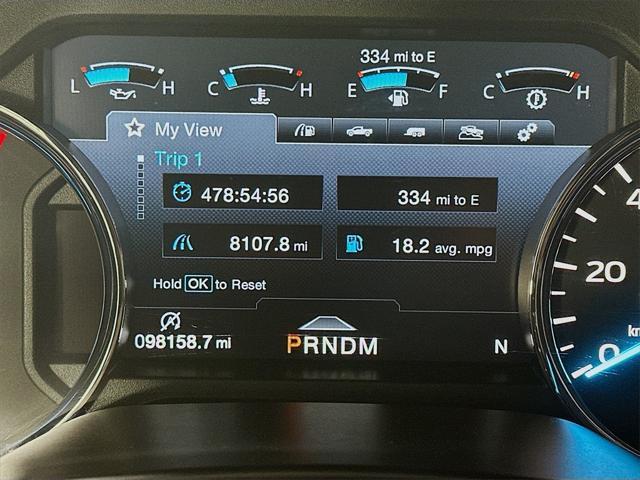 334 mi to E
L H C H E F C H
My View
Trip 1
478:54:56 334 mi to E
8107.8 mi 18.2 avg. mpg
Hold OK to Reset
098158.7 mi PRNDM N
20
0